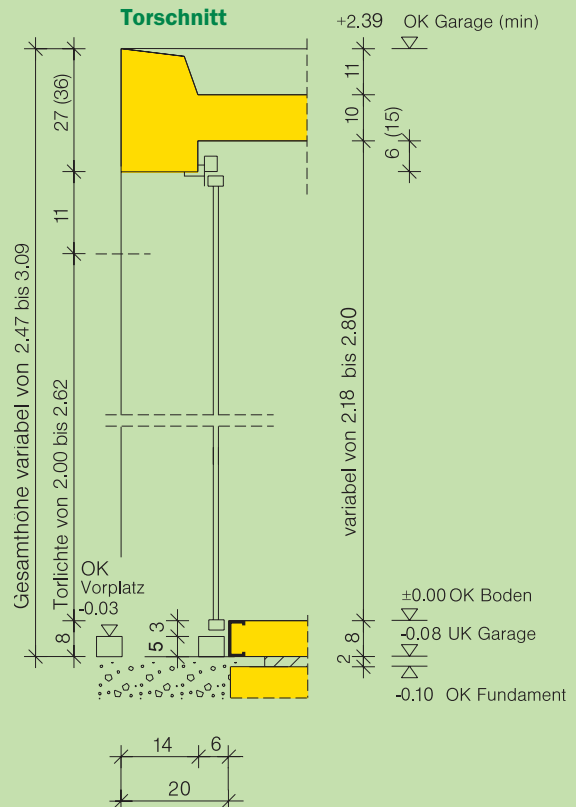 Torschnitt
+2.39 OK Garage (min)
27 (36)
11
10
6 (15)
11
Gesamthöhe variabel von 2.47 bis 3.09
Torlichte von 2.00 bis 2.62
variabel von 2.18 bis 2.80
OK
Vorplatz
-0.03
±0.00 OK Boden
8
3
5
8
-0.08 UK Garage
2
-0.10 OK Fundament
14
6
20